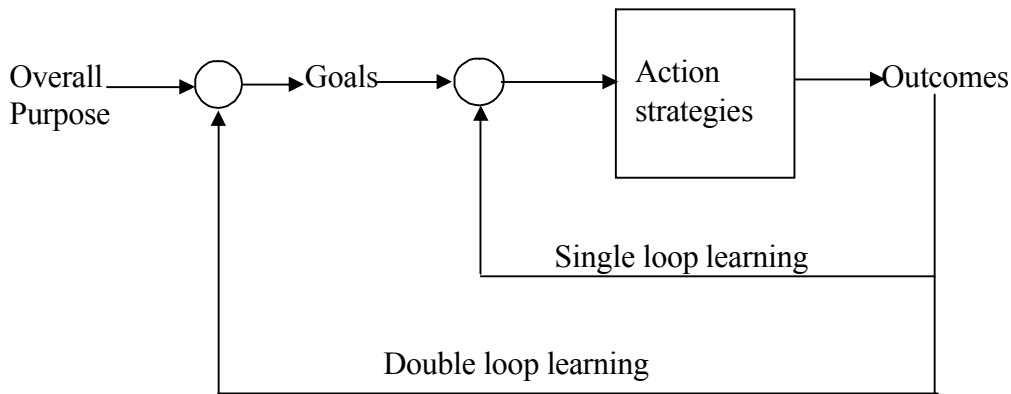 Overall
Purpose
Goals
Action
strategies
Outcomes
Single loop learning
Double loop learning